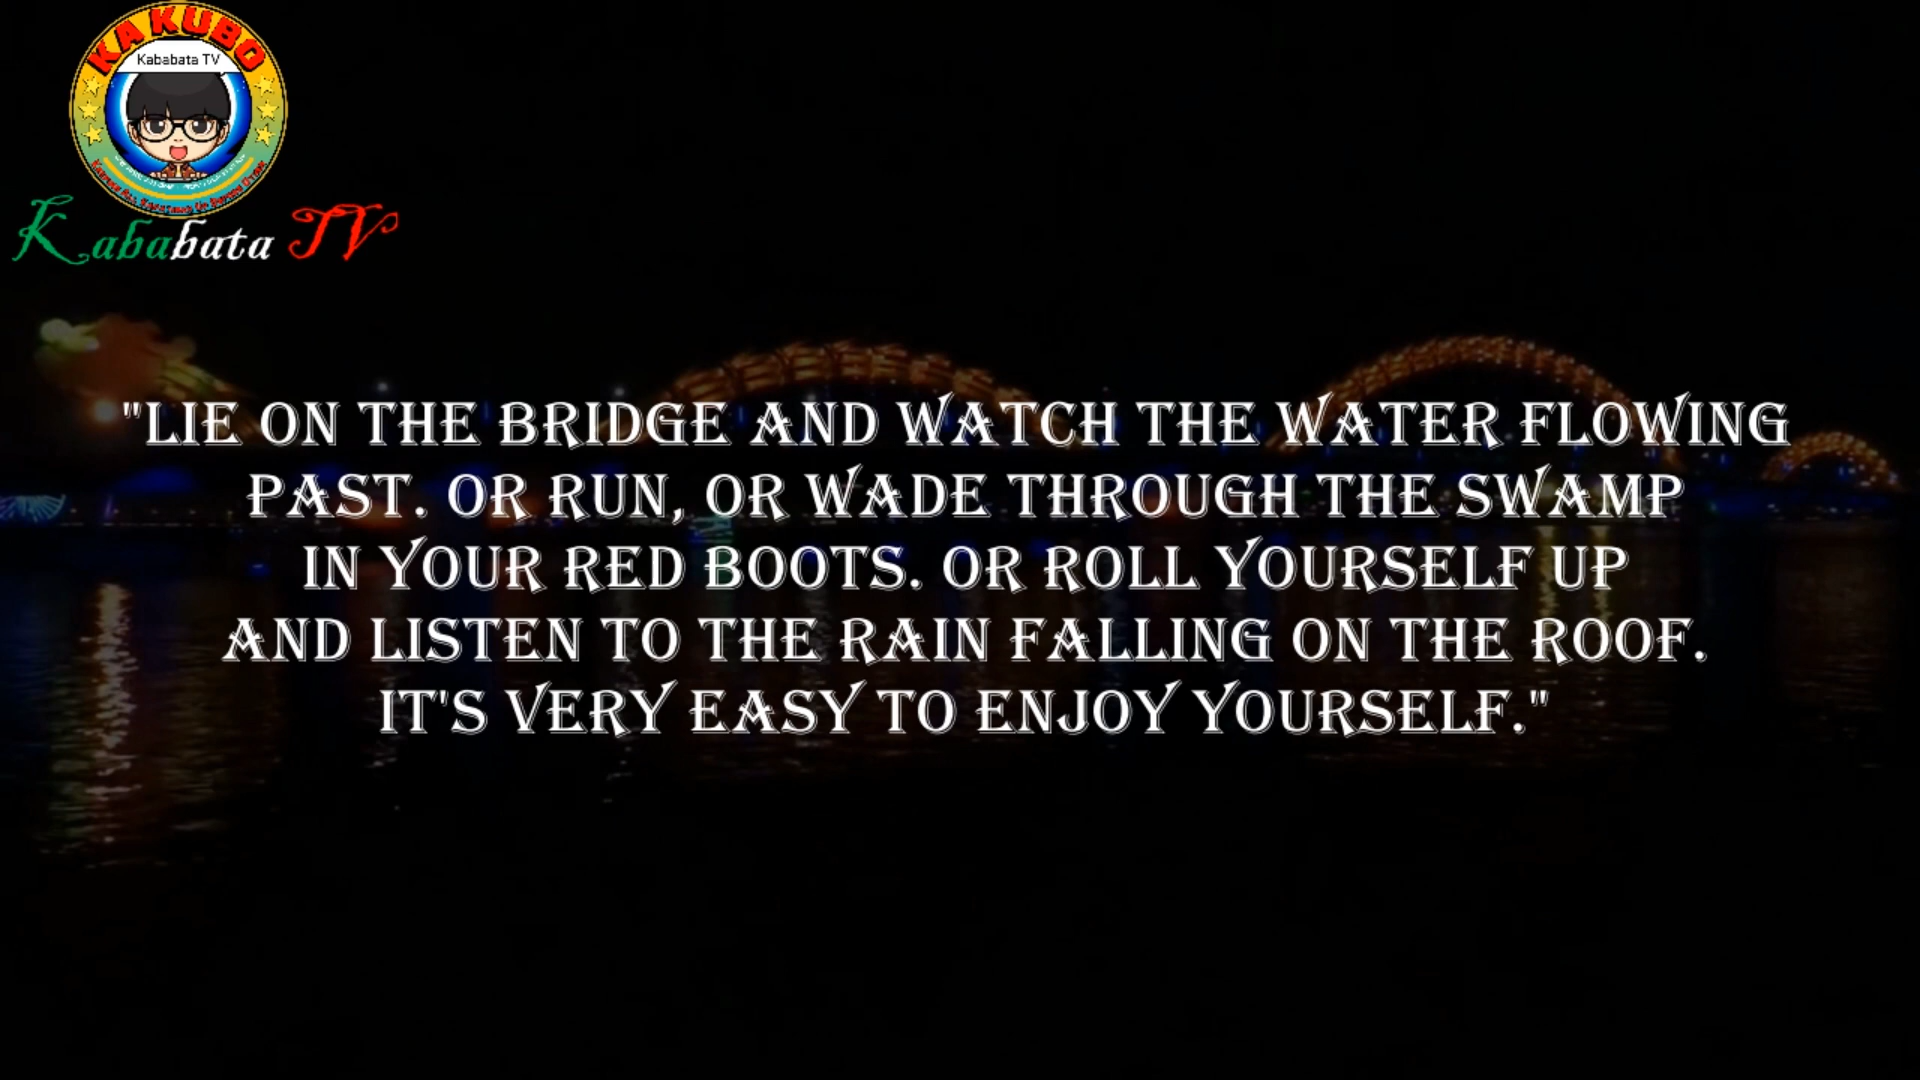 KAKUBO
Kababata TV
Kababata TV
"LIE ON THE BRIDGE AND WATCH THE WATER FLOWING
PAST. OR RUN, OR WADE THROUGH THE SWAMP
IN YOUR RED BOOTS. OR ROLL YOURSELF UP
AND LISTEN TO THE RAIN FALLING ON THE ROOF.
IT'S VERY EASY TO ENJOY YOURSELF."